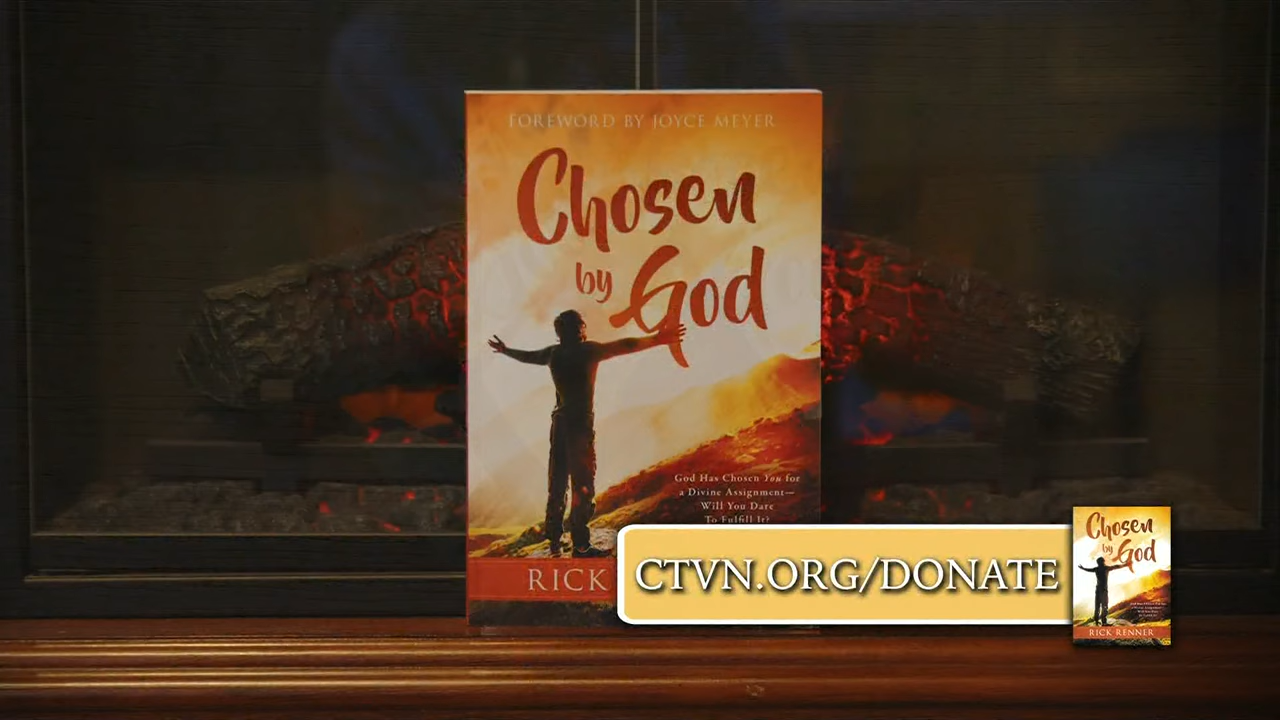 FOREWORD BY JOYCE MEYER
Chosen
by God
God Has Chosen You for
a Divine Assignment—
Will You Dare
To Fulfill It?
RICK
CTVN.ORG/DONATE
Chosen
by God
RICK RENNER